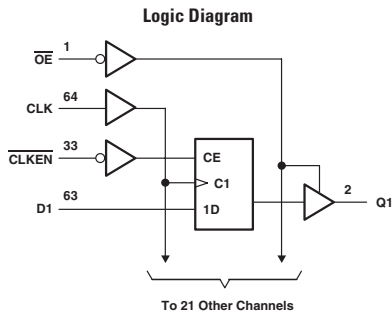 Logic Diagram
OE 1
CLK 64
CLKEN 33
CE
C1
D1 63
1D
2
Q1
To 21 Other Channels